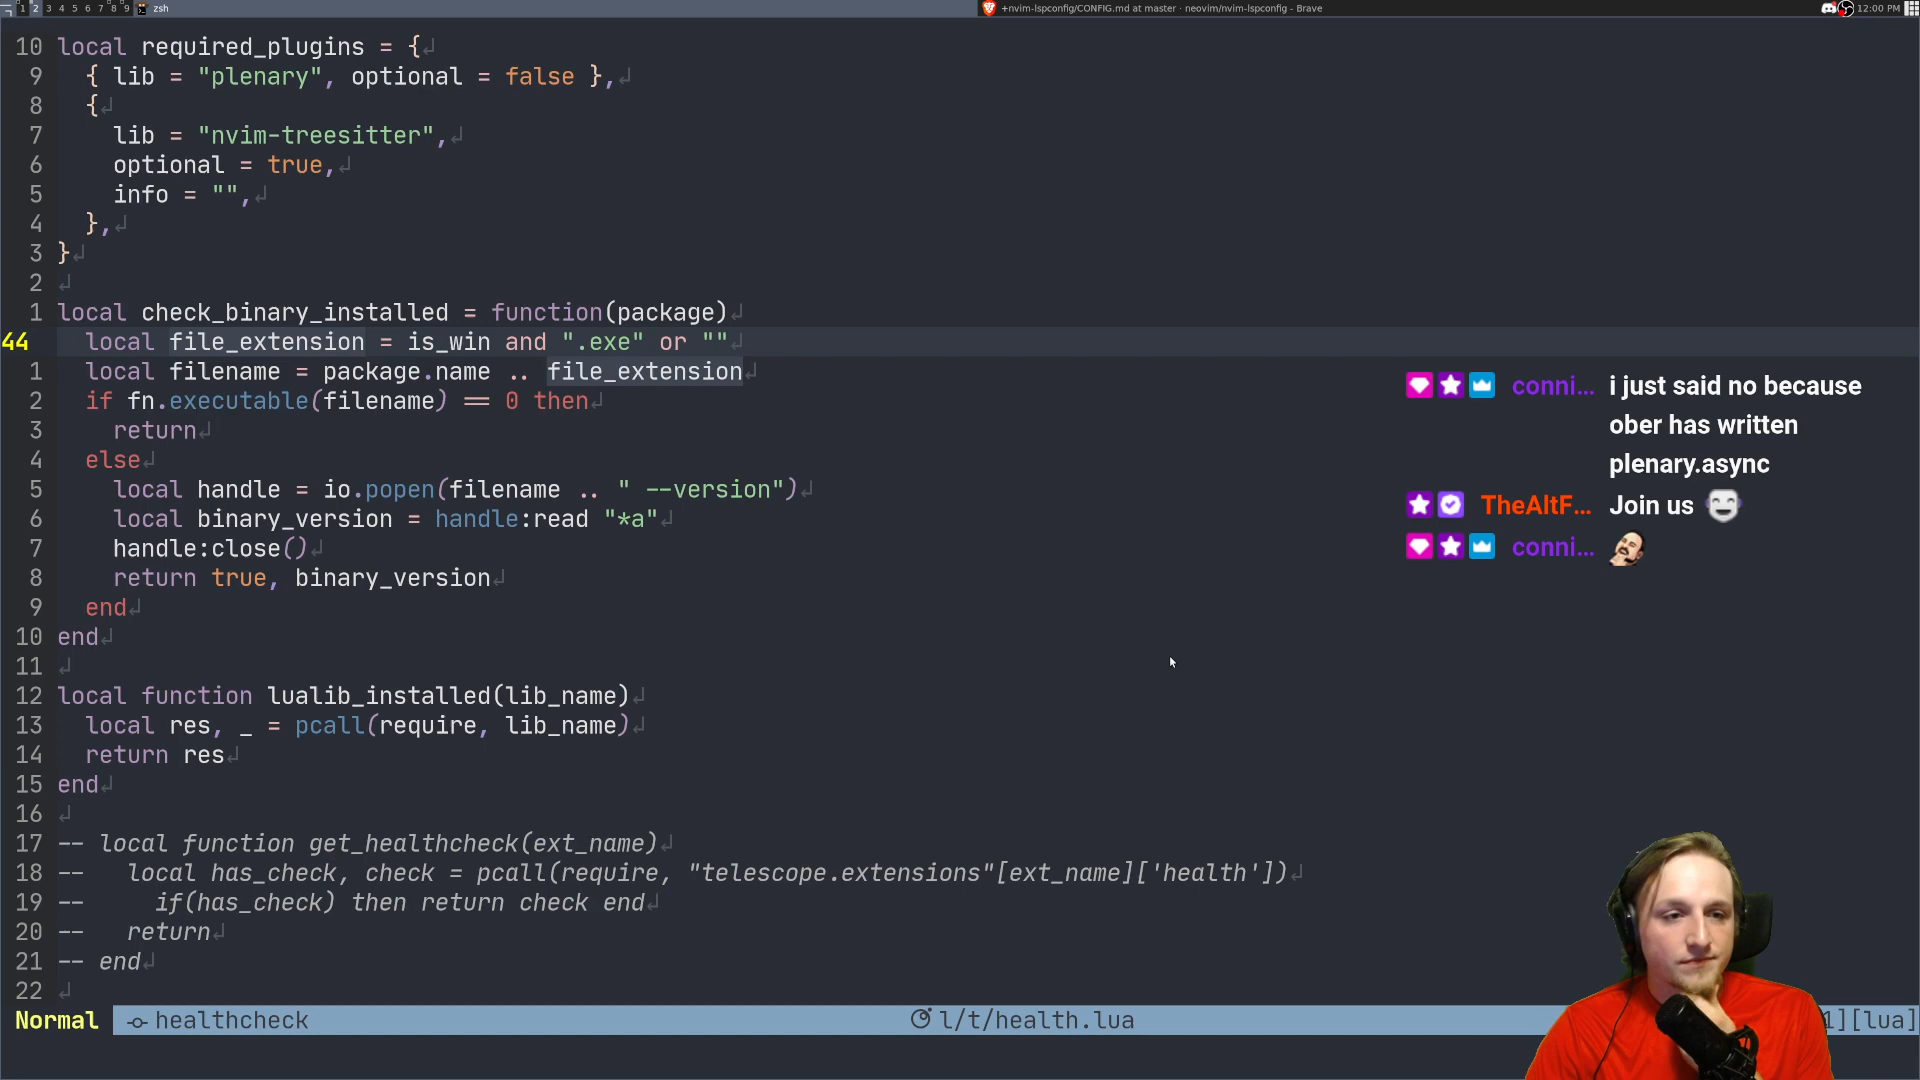 1 2 3 4 5 6 7 8 9 zsh
+nvim-lspconfig/CONFIG.md at master · neovim/nvim-lspconfig - Brave
12:00 PM
10 local required_plugins = {
9 { lib = "plenary", optional = false },
8 {
7 lib = "nvim-treesitter",
6 optional = true,
5 info = "",
4 },
3 }
2
1 local check_binary_installed = function(package)
44 local file_extension = is_win and ".exe" or ""
1 local filename = package.name .. file_extension
2 if fn.executable(filename) == 0 then
3 return
4 else
5 local handle = io.popen(filename .. " --version")
6 local binary_version = handle:read "*a"
7 handle:close()
8 return true, binary_version
9 end
10 end
11
12 local function lualib_installed(lib_name)
13 local res, _ = pcall(require, lib_name)
14 return res
15 end
16
17 -- local function get_healthcheck(ext_name)
18 -- local has_check, check = pcall(require, "telescope.extensions"[ext_name]['health'])
19 -- if(has_check) then return check end
20 -- return
21 -- end
22
Normal healthcheck l/t/health.lua 1][lua]
conni... i just said no because
ober has written
plenary.async
TheAltF... Join us
conni...